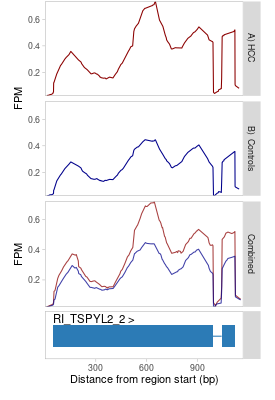 0.6
0.4
0.2
A) HCC
FPM
0.6
0.4
0.2
B): Controls
0.6
0.4
0.2
Combined
FPM
RI_TSPYL2_2 >
300 600 900
Distance from region start (bp)